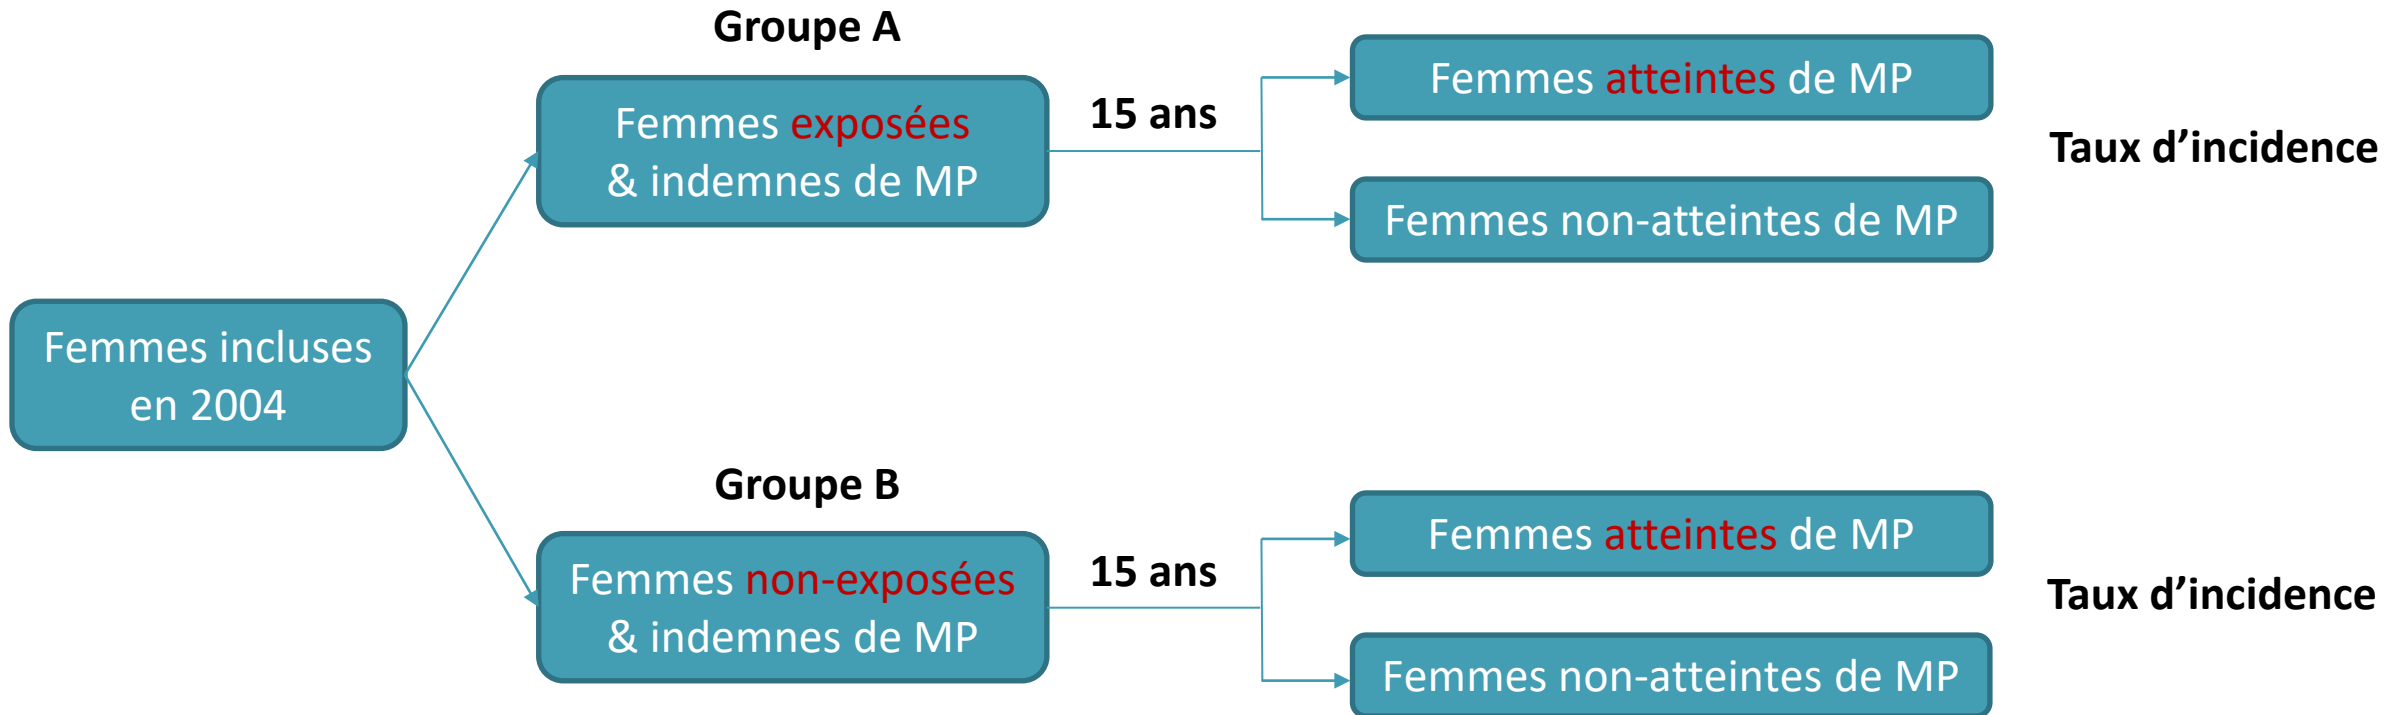 Groupe A
Femmes exposées
& indemnes de MP
15 ans
Femmes atteintes de MP
Femmes non-atteintes de MP
Taux d’incidence
Femmes incluses
en 2004
Groupe B
Femmes non-exposées
& indemnes de MP
15 ans
Femmes atteintes de MP
Femmes non-atteintes de MP
Taux d’incidence